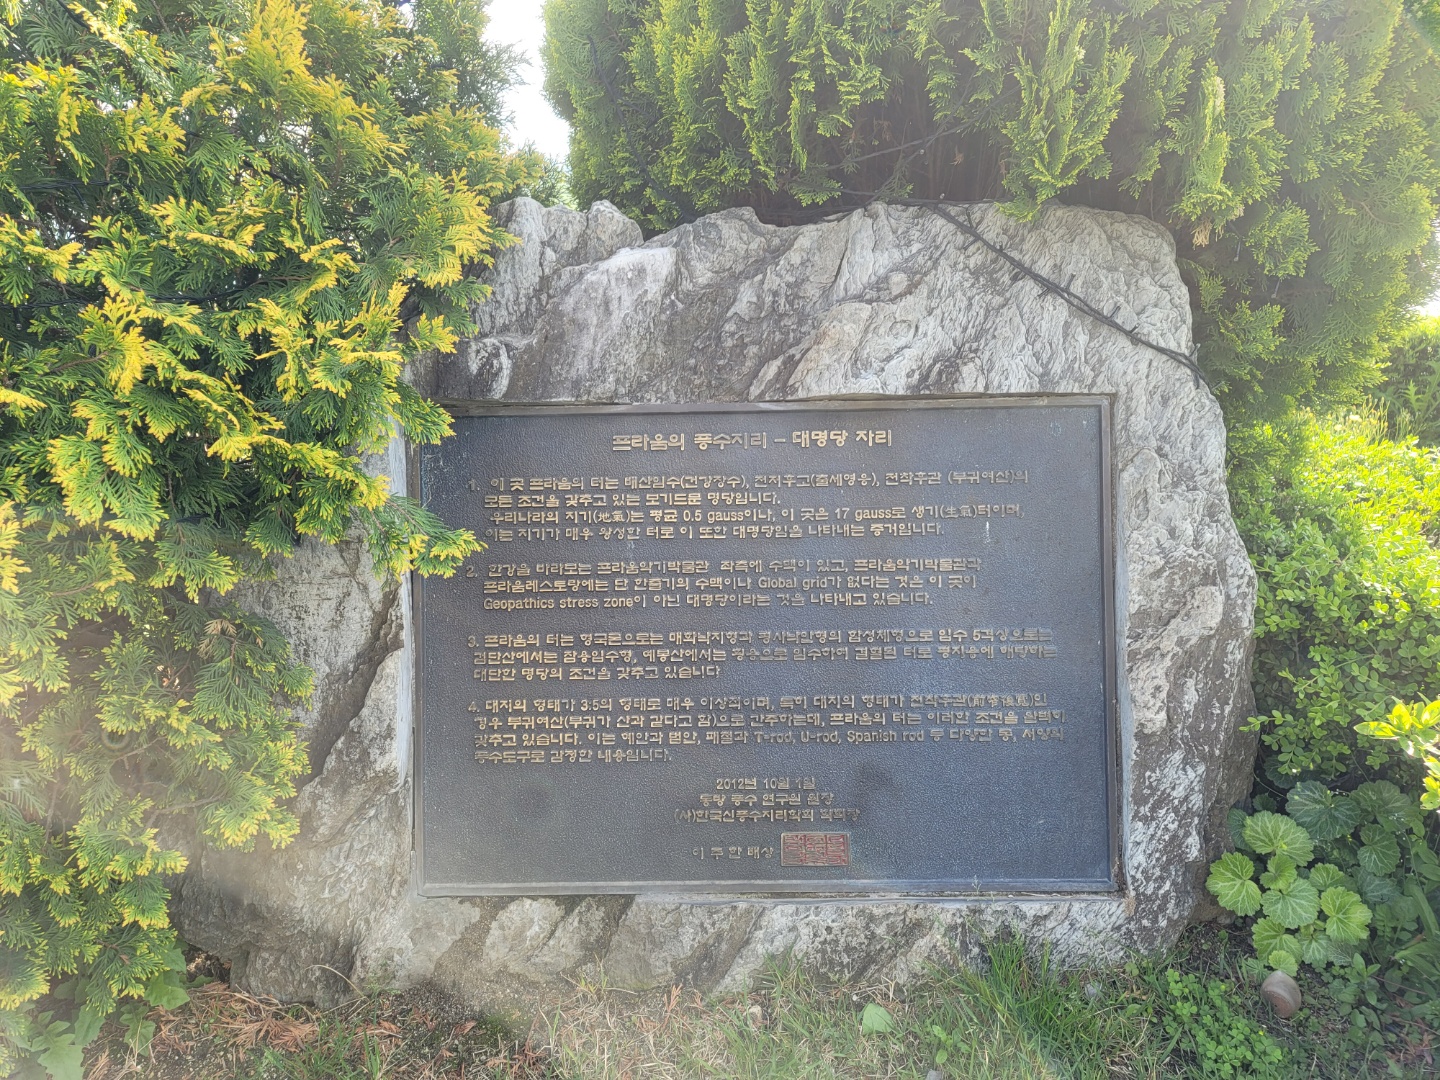 프라움의 풍수지리 - 대명당 자리
1. 이 곳 프라움의 터는 배산임수(건강장수), 전저후고(출세영웅), 전착후관 (부귀여산)의
모든 조건을 갖추고 있는 보기드문 명당입니다.
우리나라의 지기(地氣)는 평균 0.5 gauss이나, 이 곳은 17 gauss로 생기(生氣)터이며,
이는 지기가 매우 왕성한 터로 이 또한 대명당임을 나타내는 증거입니다.
2. 한강을 바라보는 프라움악기박물관 좌측에 수맥이 있고, 프라움악기박물관과
프라움레스토랑에는 단 한줄기의 수맥이나 Global grid가 없다는 것은 이 곳이
Geopathics stress zone이 아닌 대명당이라는 것을 나타내고 있습니다.
3. 프라움의 터는 형국론으로는 매화낙지형과 평사낙안형의 합성체형으로 입수 5격상으로는
검단산에서는 잠룡입수형, 예봉산에서는 횡룡으로 입수하여 결혈된 터로 평지룡에 해당하는
대단한 명당의 조건을 갖추고 있습니다
4. 대지의 형태가 3:5의 형태로 매우 이상적이며, 특히 대지의 형태가 전착후관(前窄後寬)인
경우 부귀여산(부귀가 산과 같다고 함)으로 간주하는데, 프라움의 터는 이러한 조건을 완벽히
갖추고 있습니다. 이는 혜안과 법안, 패철과 T-rod, U-rod, Spanish rod 등 다양한 동, 서양의
풍수도구로 감정한 내용입니다.
2012년 10월 1일
동랑 풍수 연구원 원장
(사)한국신풍수지리학회 학회장
이 주 한 배상